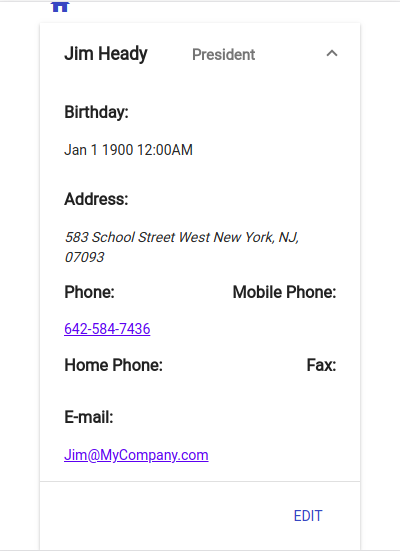 Jim Heady President
Birthday:
Jan 1 1900 12:00AM
Address:
583 School Street West New York, NJ,
07093
Phone: Mobile Phone:
642-584-7436
Home Phone: Fax:
E-mail:
Jim@MyCompany.com
EDIT